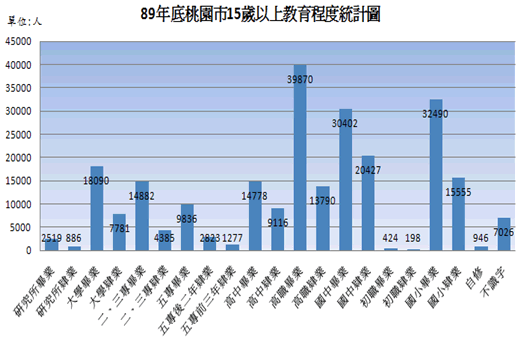 89年底桃園市15歲以上教育程度統計圖
單位:人
45000
40000
35000
30000
25000
20000
15000
10000
5000
0
2519
886
18090
7781
14882
4385
9836
2823
1277
14778
9116
39870
13790
30402
20427
424
198
32490
15555
946
7026
研究所畢業
研究所肄業
大學畢業
大學肄業
二、三專畢業
二、三專肄業
五專畢業
五專後二年肄業
五專前三年肄業
高中畢業
高中肄業
高職畢業
高職肄業
國中畢業
國中肄業
初職畢業
初職肄業
國小畢業
國小肄業
自修
不識字